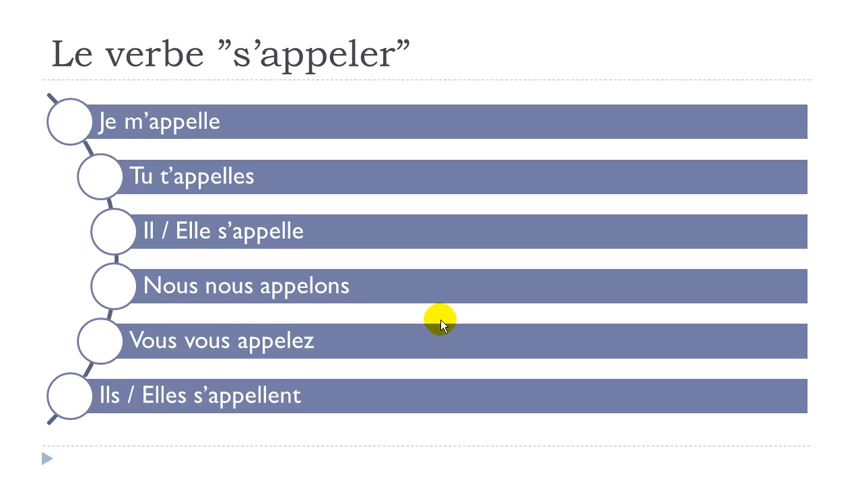 Le verbe ”s’appeler”
Je m’appelle
Tu t’appelles
Il / Elle s’appelle
Nous nous appelons
Vous vous appelez
Ils / Elles s’appellent